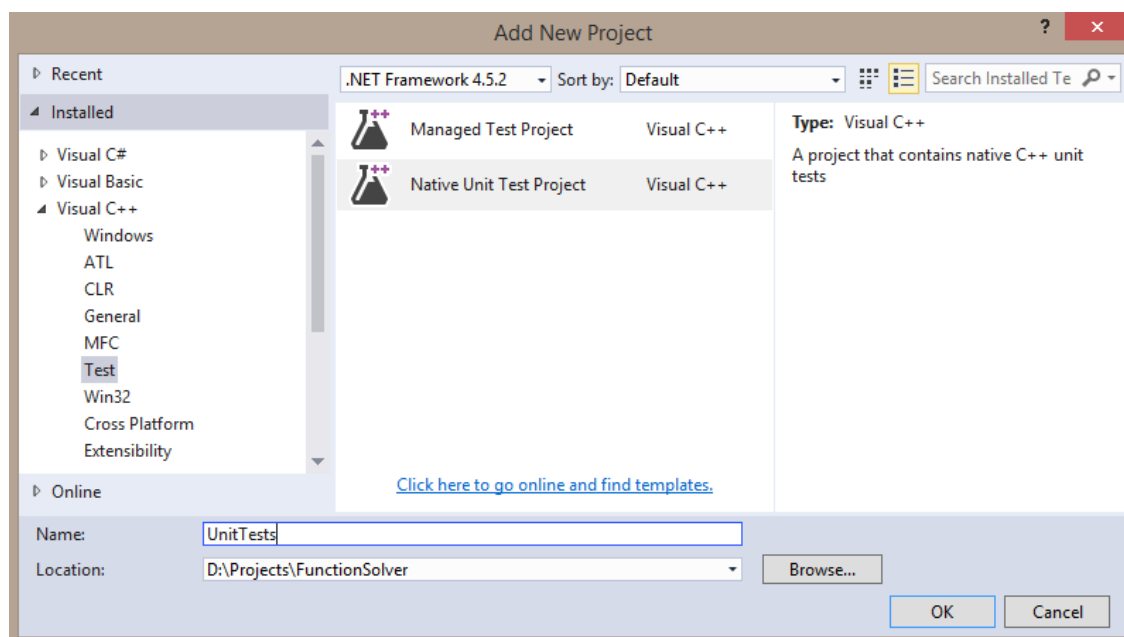 Add New Project
?
Recent
.NET Framework 4.5.2 Sort by: Default
Search Installed Te
Installed
Visual C#
Visual Basic
Visual C++
Windows
ATL
CLR
General
MFC
Test
Win32
Cross Platform
Extensibility
Online
++ Managed Test Project Visual C++
++ Native Unit Test Project Visual C++
Click here to go online and find templates.
Type: Visual C++
A project that contains native C++ unit
tests
Name: UnitTests
Location: D:\Projects\FunctionSolver Browse...
OK Cancel